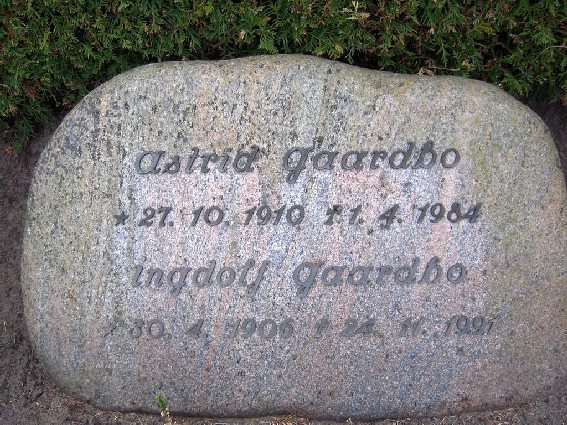 Astrid Gaardbo
* 27. 10. 1910 † 1. 4. 1984
Ingdolf Gaardbo
* 30. 4. 1906 † 24. 11. 1991